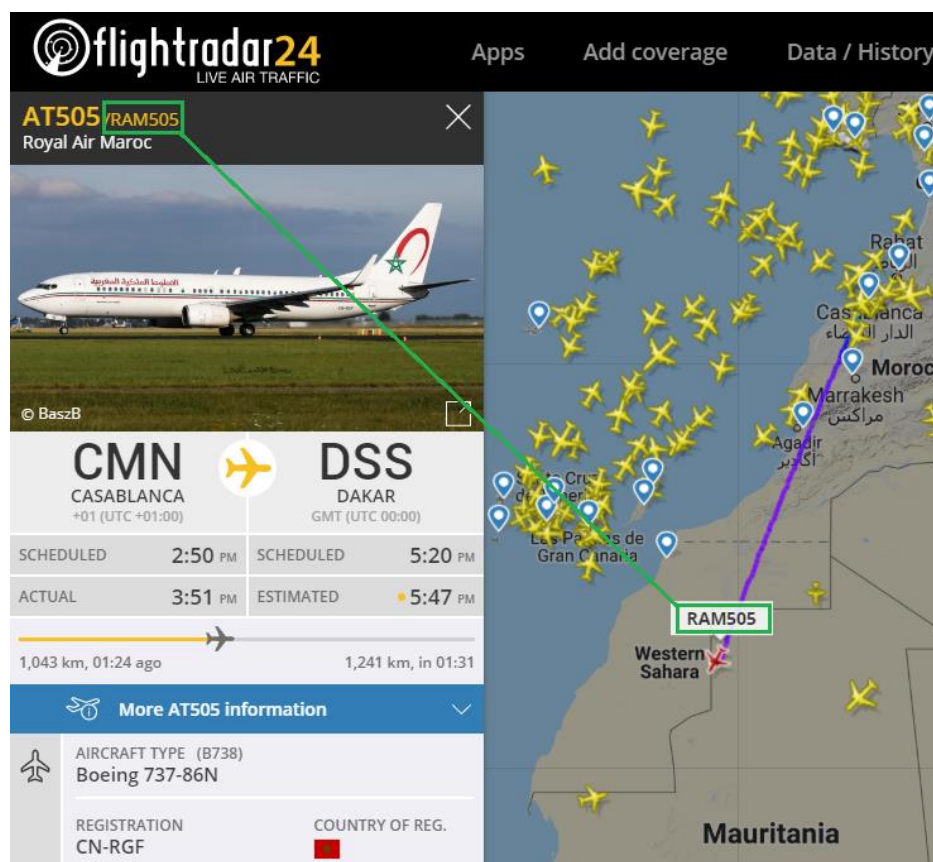 flightradar24
LIVE AIR TRAFFIC
Apps Add coverage Data / History
AT505 /RAM505
Royal Air Maroc
© BaszB
CMN
CASABLANCA
+01 (UTC +01:00)
DSS
DAKAR
GMT (UTC 00:00)
SCHEDULED 2:50 PM SCHEDULED 5:20 PM
ACTUAL 3:51 PM ESTIMATED 5:47 PM
1,043 km, 01:24 ago 1,241 km, in 01:31
More AT505 information
AIRCRAFT TYPE (B738)
Boeing 737-86N
REGISTRATION COUNTRY OF REG.
CN-RGF
Rabat
Casablanca
الدار البيضاء
Moroc
Marrakesh
مراكش
Agadir
أكادير
Las Palmas de
Gran Canaria
RAM505
Western
Sahara
Mauritania